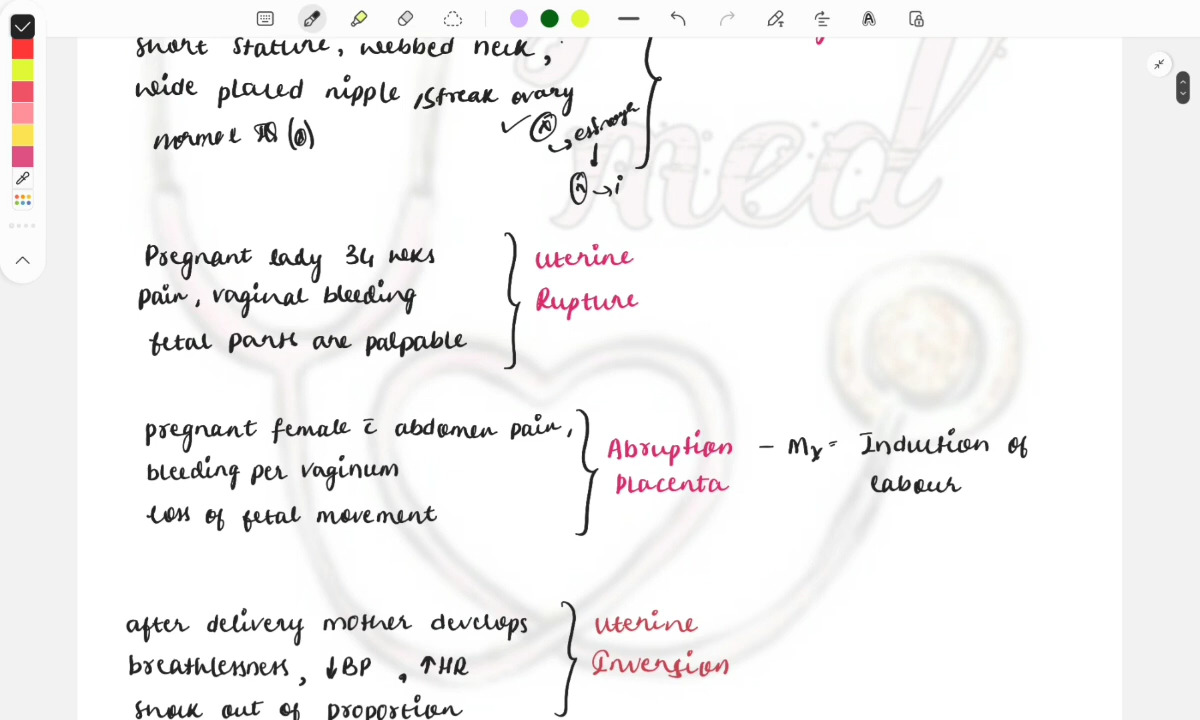 short stature, webbed neck,
wide placed nipple, streak ovary
normal IQ
estrogen
Pregnant lady 34 wks
pain, vaginal bleeding
fetal parts are palpable
Uterine
Rupture
pregnant female c̄ abdomen pain,
bleeding per vaginum
loss of fetal movement
Abruption
Placenta
- Mx = Induction of
labour
after delivery mother develops
breathlessness, ↓BP, ↑HR
shock out of proportion
Uterine
Inversion
med